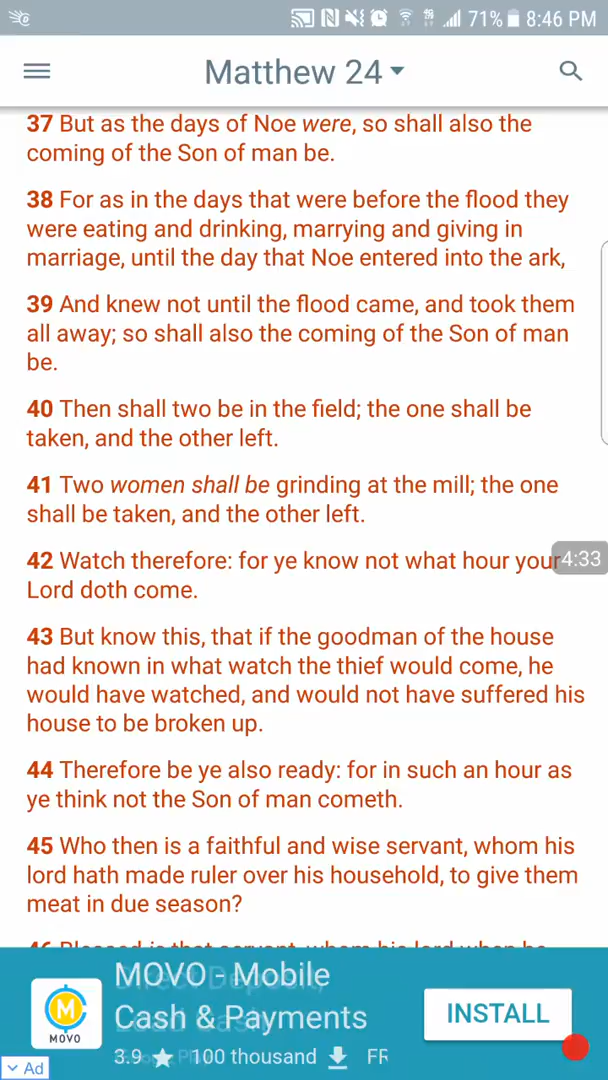 71% 8:46 PM
Matthew 24
37 But as the days of Noe were, so shall also the
coming of the Son of man be.
38 For as in the days that were before the flood they
were eating and drinking, marrying and giving in
marriage, until the day that Noe entered into the ark,
39 And knew not until the flood came, and took them
all away; so shall also the coming of the Son of man
be.
40 Then shall two be in the field; the one shall be
taken, and the other left.
41 Two women shall be grinding at the mill; the one
shall be taken, and the other left.
42 Watch therefore: for ye know not what hour your
4:33
Lord doth come.
43 But know this, that if the goodman of the house
had known in what watch the thief would come, he
would have watched, and would not have suffered his
house to be broken up.
44 Therefore be ye also ready: for in such an hour as
ye think not the Son of man cometh.
45 Who then is a faithful and wise servant, whom his
lord hath made ruler over his household, to give them
meat in due season?
46 Blessed is that servant, whom his lord when he
MOVO - Mobile
Cash & Payments
INSTALL
M
MOVO
3.9 100 thousand FR
Ad